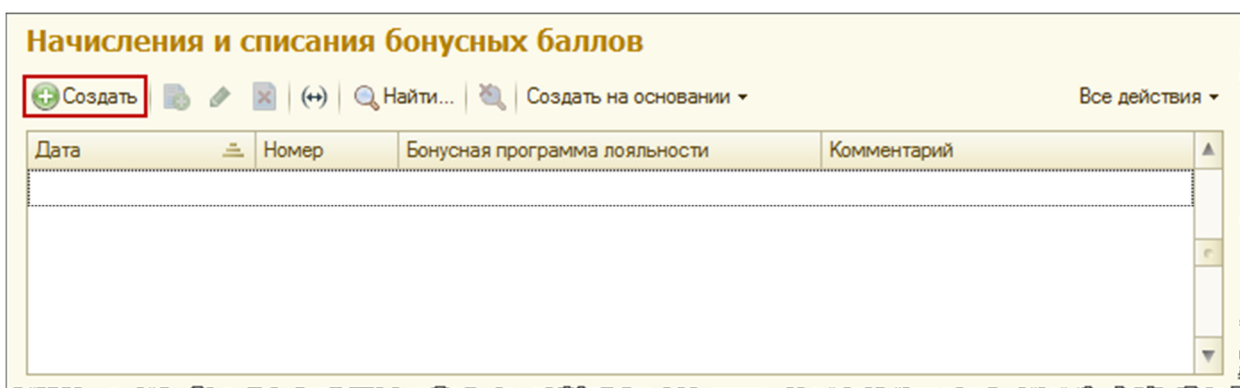 Начисления и списания бонусных баллов
Создать Найти... Создать на основании Все действия
Дата Номер Бонусная программа лояльности Комментарий